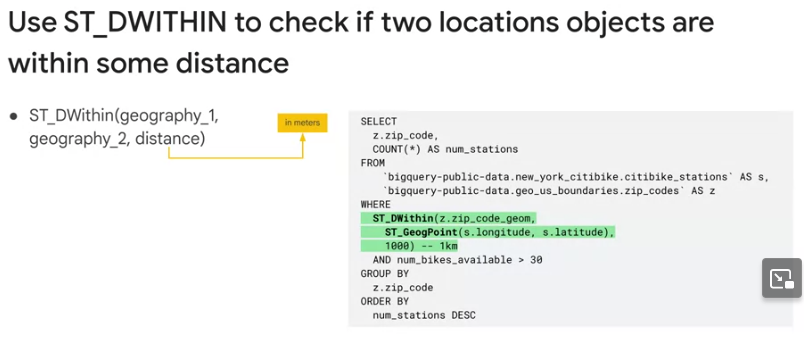 Use ST_DWITHIN to check if two locations objects are
within some distance
● ST_DWithin(geography_1,
geography_2, distance)
in meters
SELECT
z.zip_code,
COUNT(*) AS num_stations
FROM
`bigquery-public-data.new_york_citibike.citibike_stations` AS s,
`bigquery-public-data.geo_us_boundaries.zip_codes` AS z
WHERE
ST_DWithin(z.zip_code_geom,
ST_GeogPoint(s.longitude, s.latitude),
1000) -- 1km
AND num_bikes_available > 30
GROUP BY
z.zip_code
ORDER BY
num_stations DESC